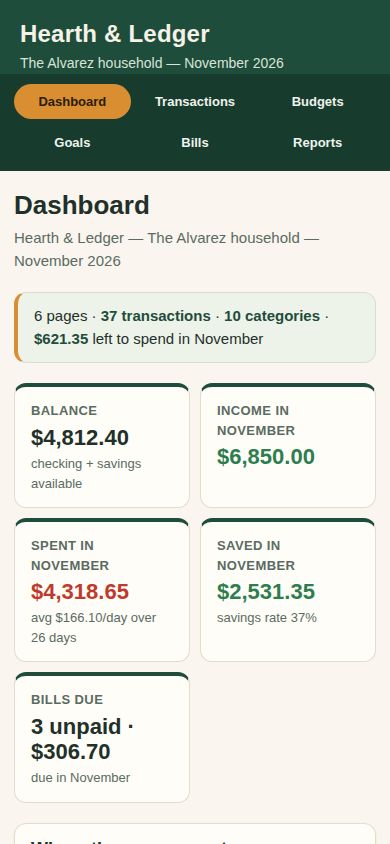 Hearth & Ledger
The Alvarez household — November 2026
Dashboard
Transactions
Budgets
Goals
Bills
Reports
Dashboard
Hearth & Ledger — The Alvarez household —
November 2026
6 pages · 37 transactions · 10 categories ·
$621.35 left to spend in November
BALANCE
$4,812.40
checking + savings
available
INCOME IN
NOVEMBER
$6,850.00
SPENT IN
NOVEMBER
$4,318.65
avg $166.10/day over
26 days
SAVED IN
NOVEMBER
$2,531.35
savings rate 37%
BILLS DUE
3 unpaid ·
$306.70
due in November